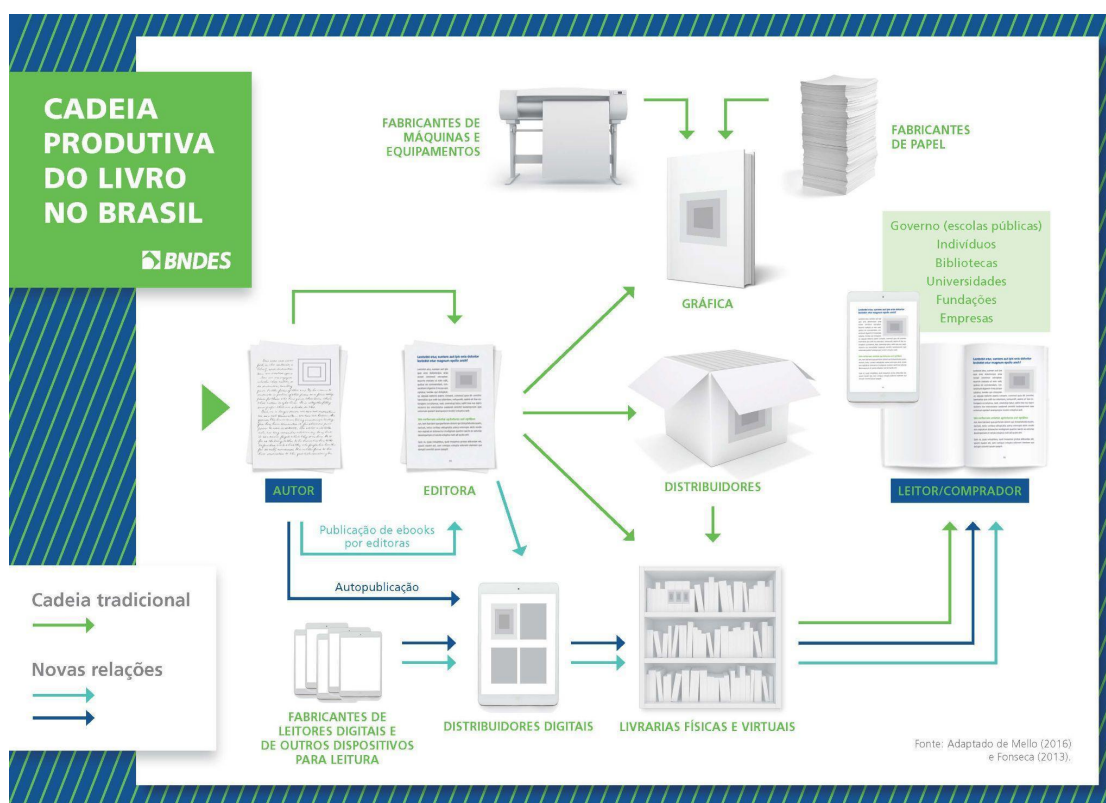 CADEIA
PRODUTIVA
DO LIVRO
NO BRASIL
BNDES
FABRICANTES DE
MÁQUINAS E
EQUIPAMENTOS
FABRICANTES
DE PAPEL
GRÁFICA
Governo (escolas públicas)
Indivíduos
Bibliotecas
Universidades
Fundações
Empresas
AUTOR
EDITORA
DISTRIBUIDORES
LEITOR/COMPRADOR
Publicação de ebooks
por editoras
Autopublicação
Cadeia tradicional
Novas relações
FABRICANTES DE
LEITORES DIGITAIS E
DE OUTROS DISPOSITIVOS
PARA LEITURA
DISTRIBUIDORES DIGITAIS
LIVRARIAS FÍSICAS E VIRTUAIS
Fonte: Adaptado de Mello (2016)
e Fonseca (2013).